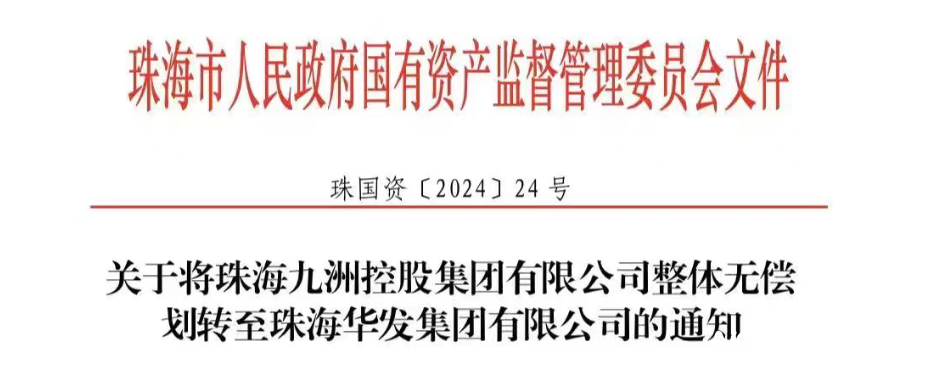 珠海市人民政府国有资产监督管理委员会文件
珠国资〔2024〕24 号
关于将珠海九洲控股集团有限公司整体无偿
划转至珠海华发集团有限公司的通知